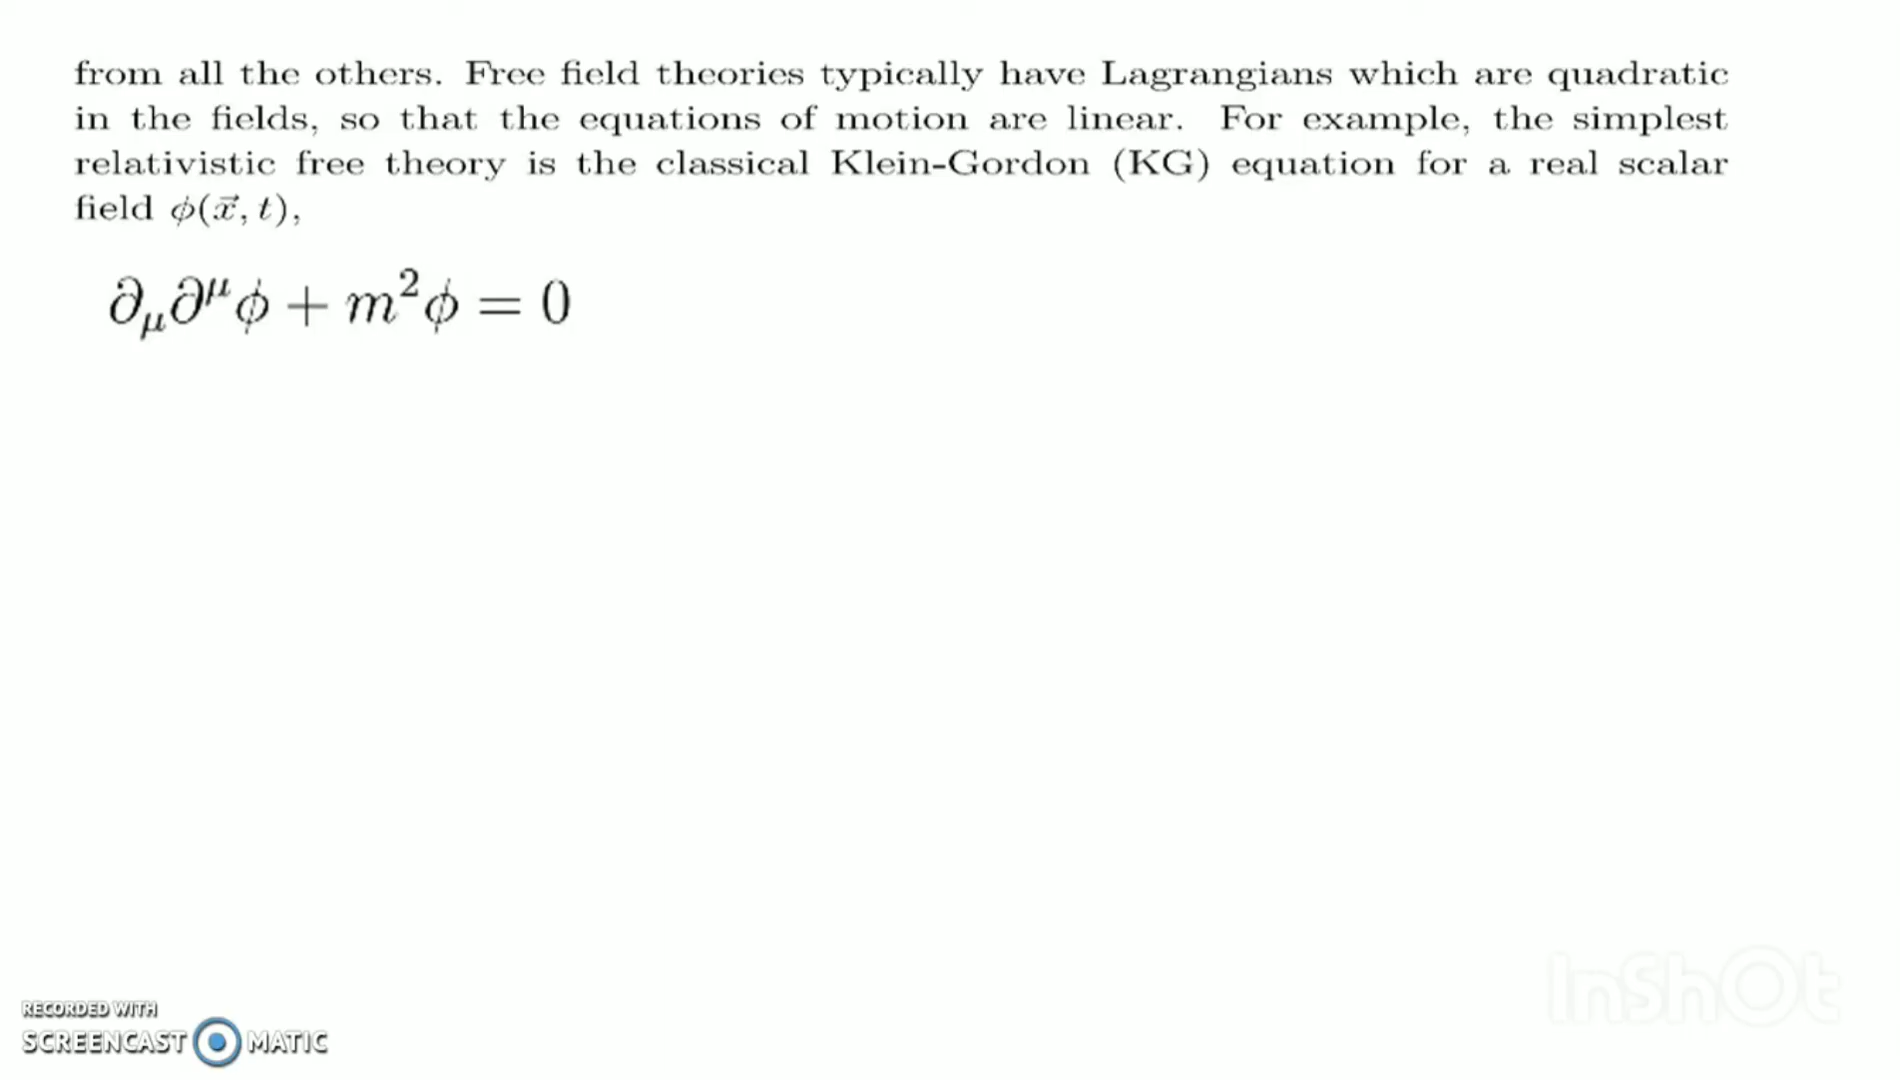 from all the others. Free field theories typically have Lagrangians which are quadratic
in the fields, so that the equations of motion are linear. For example, the simplest
relativistic free theory is the classical Klein-Gordon (KG) equation for a real scalar
field ϕ(x⃗, t),
∂_μ∂^μϕ + m²ϕ = 0
InShOt
RECORDED WITH
SCREENCAST MATIC